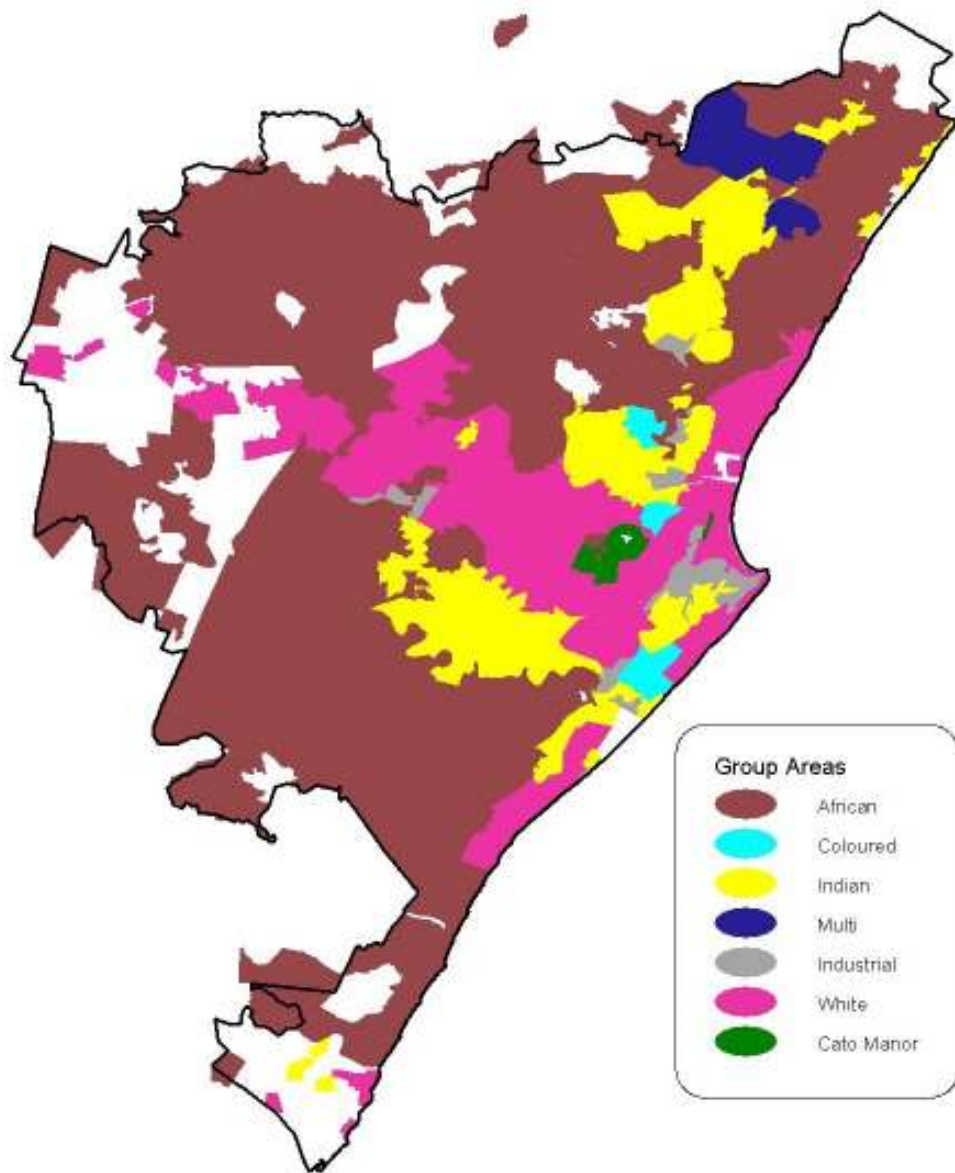 Group Areas
African
Coloured
Indian
Multi
Industrial
White
Cato Manor